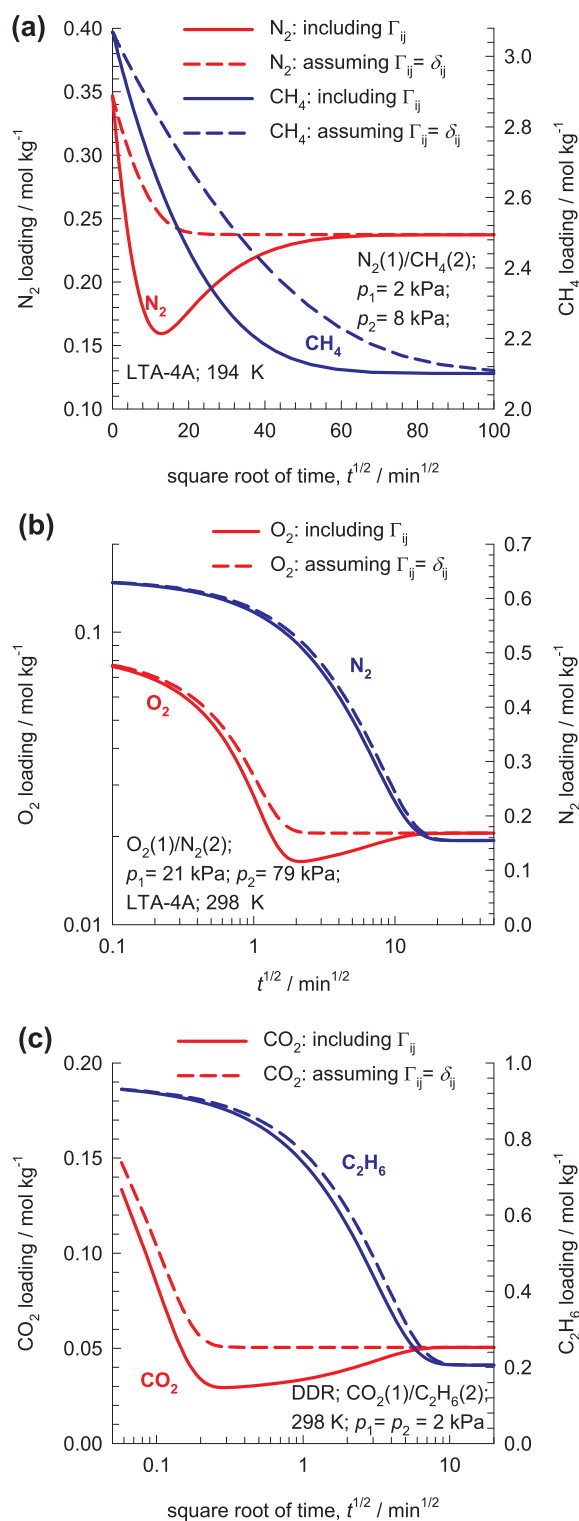 (a)
N₂: including Γij
N₂: assuming Γij = δij
CH₄: including Γij
CH₄: assuming Γij = δij
0.40
0.35
0.30
0.25
0.20
0.15
0.10
N₂ loading / mol kg⁻¹
3.0
2.8
2.6
2.4
2.2
2.0
CH₄ loading / mol kg⁻¹
N₂
CH₄
N₂(1)/CH₄(2);
p₁= 2 kPa;
p₂= 8 kPa;
LTA-4A; 194 K
0 20 40 60 80 100
square root of time, t^1/2 / min^1/2
(b)
O₂: including Γij
O₂: assuming Γij = δij
0.1
0.01
O₂ loading / mol kg⁻¹
0.7
0.6
0.5
0.4
0.3
0.2
0.1
0.0
N₂ loading / mol kg⁻¹
N₂
O₂
O₂(1)/N₂(2);
p₁= 21 kPa; p₂= 79 kPa;
LTA-4A; 298 K
0.1 1 10
t^1/2 / min^1/2
(c)
CO₂: including Γij
CO₂: assuming Γij = δij
0.20
0.15
0.10
0.05
0.00
CO₂ loading / mol kg⁻¹
1.0
0.8
0.6
0.4
0.2
0.0
C₂H₆ loading / mol kg⁻¹
C₂H₆
CO₂
DDR; CO₂(1)/C₂H₆(2);
298 K; p₁= p₂ = 2 kPa
0.1 1 10
square root of time, t^1/2 / min^1/2